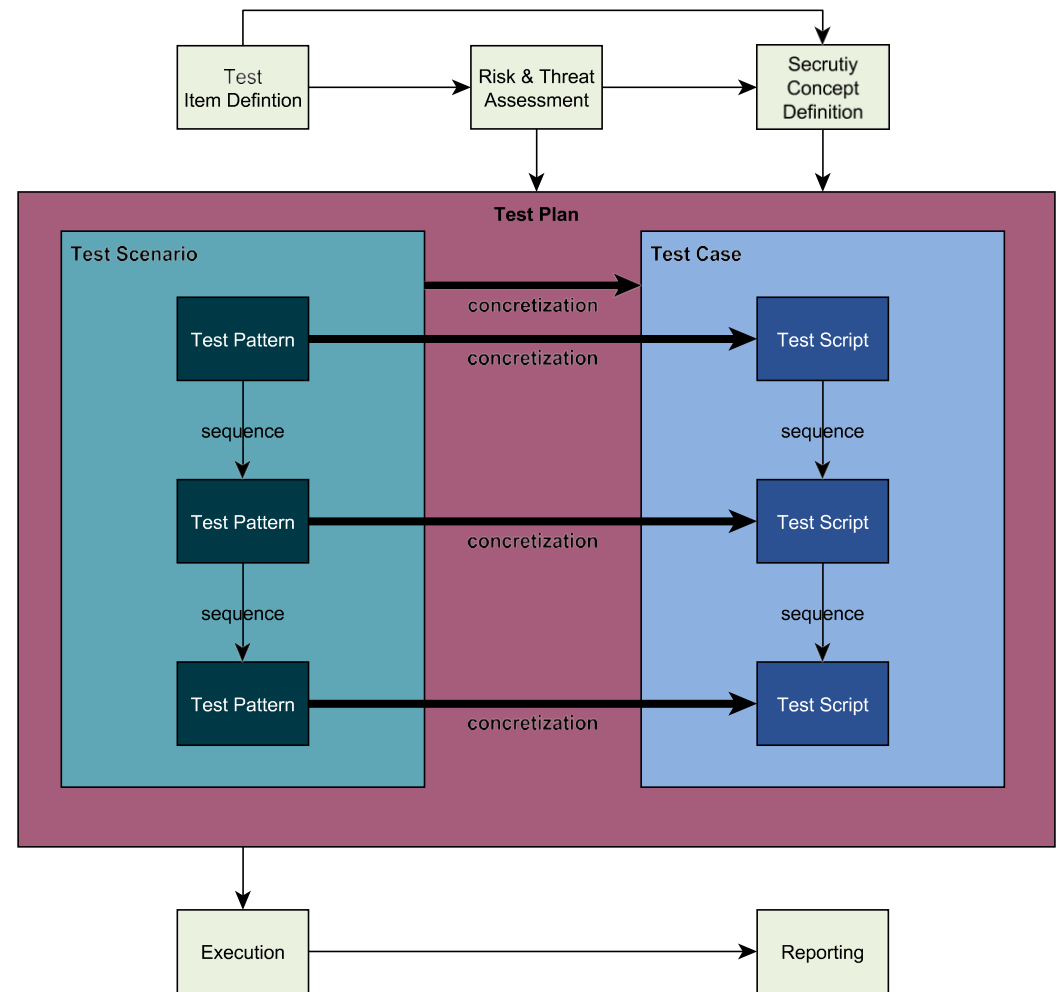 Test
Item Defintion
Risk & Threat
Assessment
Secrutiy
Concept
Definition
Test Plan
Test Scenario
Test Case
concretization
Test Pattern
concretization
Test Script
sequence
sequence
Test Pattern
concretization
Test Script
sequence
sequence
Test Pattern
concretization
Test Script
Execution
Reporting